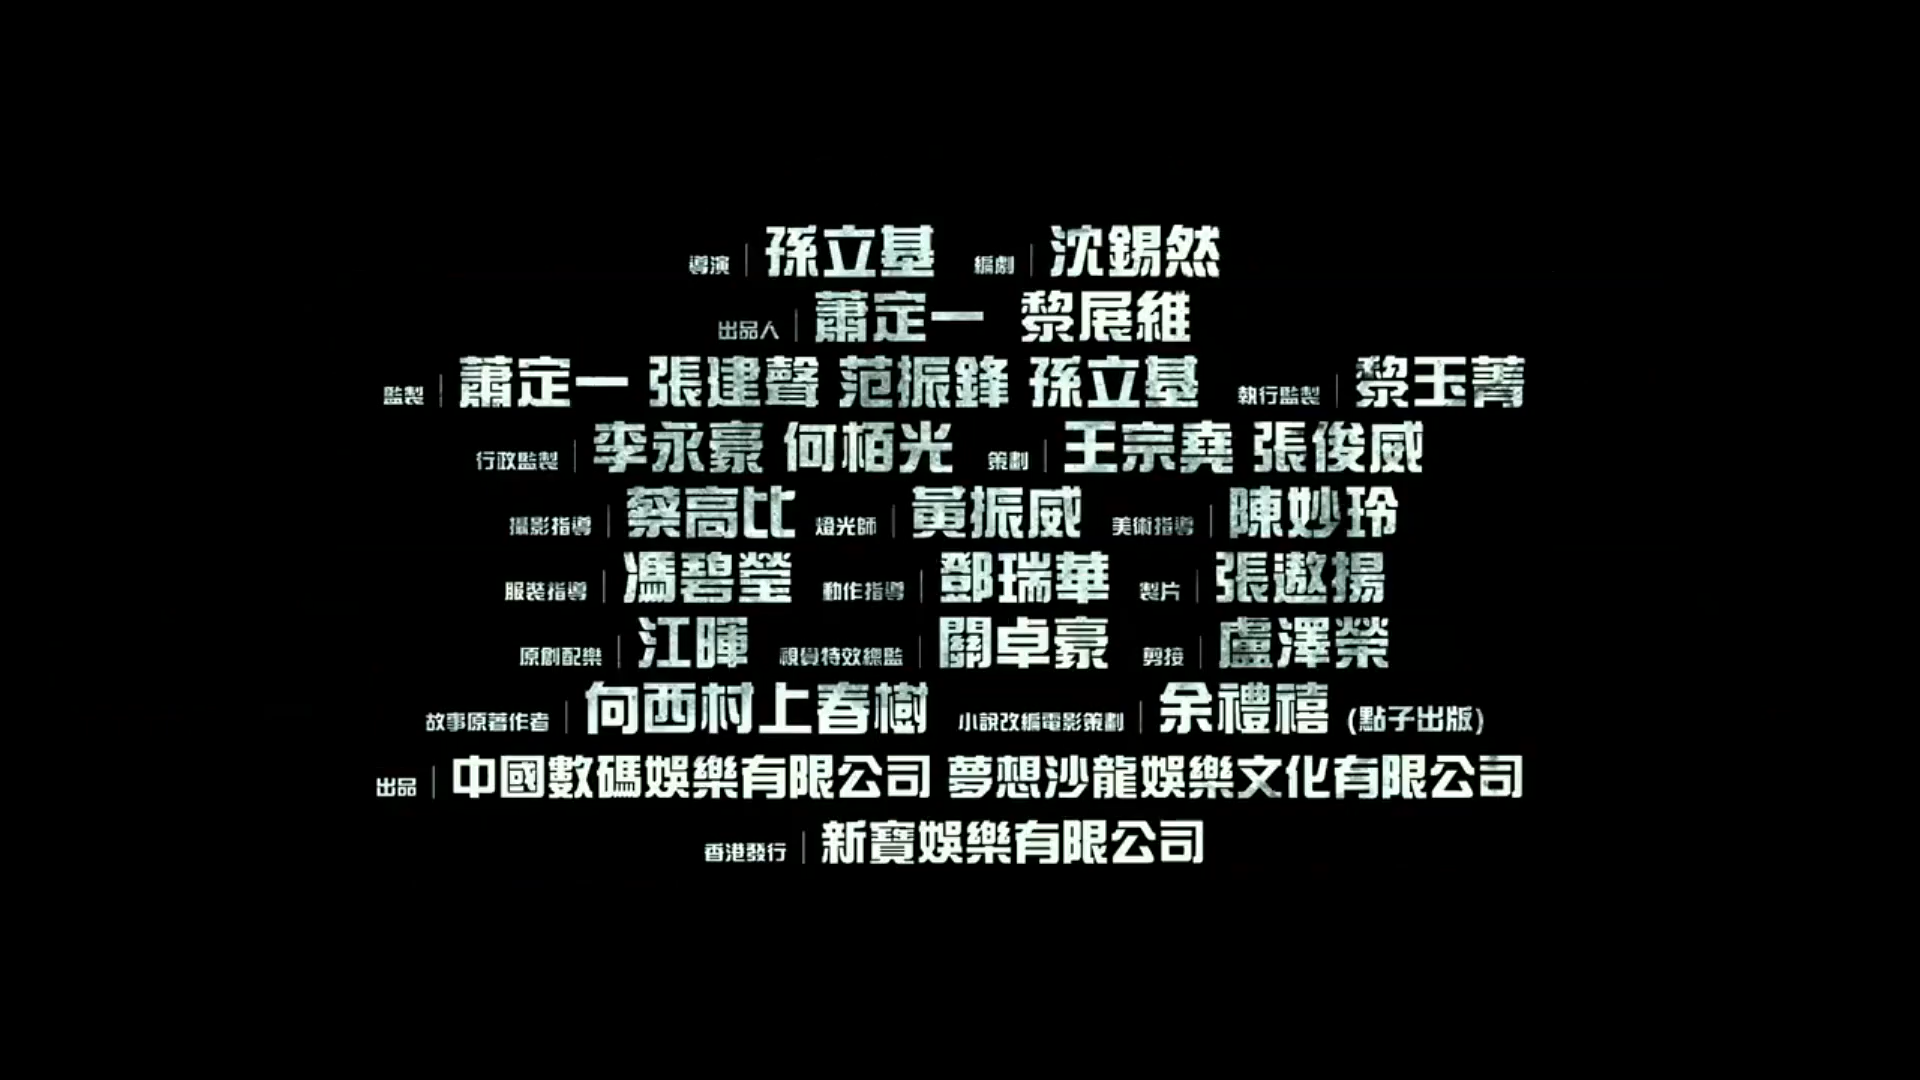 導演 | 孫立基 編劇 | 沈錫然
出品人 | 蕭定一 黎展維
監製 | 蕭定一 張建聲 范振鋒 孫立基 執行監製 | 黎玉菁
行政監製 | 李永豪 何栢光 策劃 | 王宗堯 張俊威
攝影指導 | 蔡高比 燈光師 | 黃振威 美術指導 | 陳妙玲
服裝指導 | 馮碧瑩 動作指導 | 鄧瑞華 製片 | 張遨揚
原創配樂 | 江暉 視覺特效總監 | 關卓豪 剪接 | 盧澤榮
故事原著作者 | 向西村上春樹 小說改編電影策劃 | 余禮禧 (點子出版)
出品 | 中國數碼娛樂有限公司 夢想沙龍娛樂文化有限公司
香港發行 | 新寶娛樂有限公司